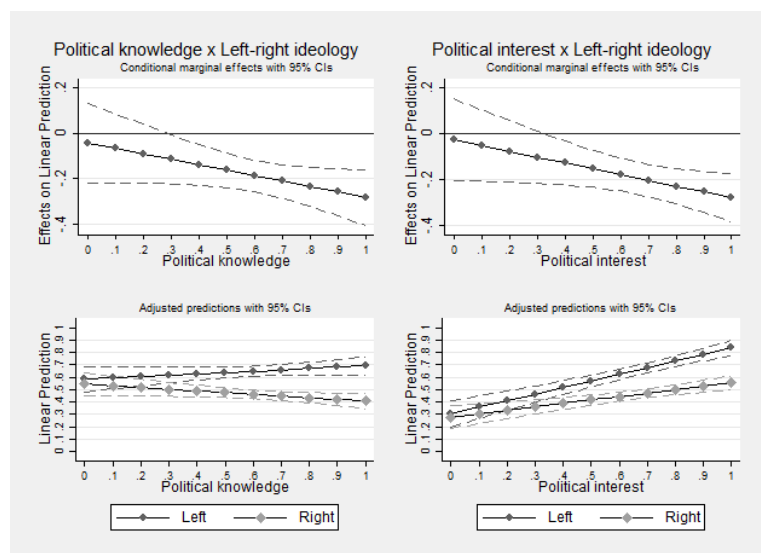 Political knowledge x Left-right ideology
Conditional marginal effects with 95% CIs
Effects on Linear Prediction
.2
0
-.2
-.4
0 .1 .2 .3 .4 .5 .6 .7 .8 .9 1
Political knowledge
Political interest x Left-right ideology
Conditional marginal effects with 95% CIs
Effects on Linear Prediction
.2
0
-.2
-.4
0 .1 .2 .3 .4 .5 .6 .7 .8 .9 1
Political interest
Adjusted predictions with 95% CIs
Linear Prediction
1
.9
.8
.7
.6
.5
.4
.3
.2
.1
0
0 .1 .2 .3 .4 .5 .6 .7 .8 .9 1
Political knowledge
Left Right
Adjusted predictions with 95% CIs
Linear Prediction
1
.9
.8
.7
.6
.5
.4
.3
.2
.1
0
0 .1 .2 .3 .4 .5 .6 .7 .8 .9 1
Political interest
Left Right